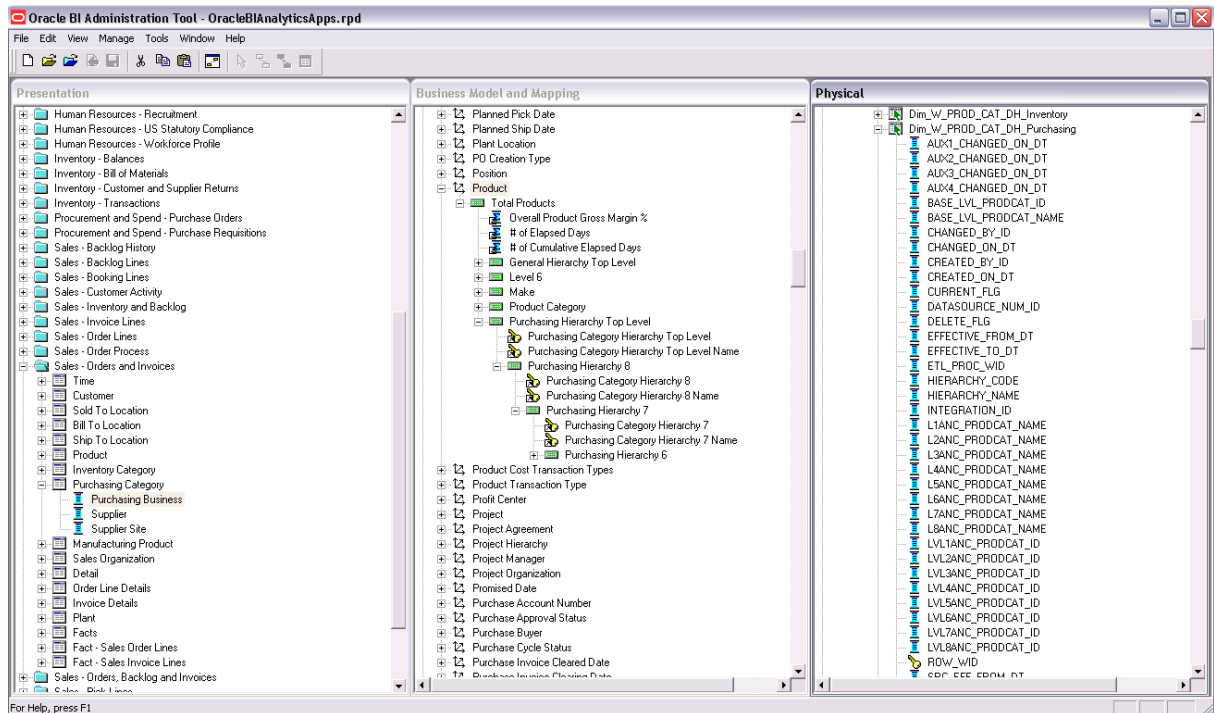 Oracle BI Administration Tool - OracleBIAnalyticsApps.rpd
File Edit View Manage Tools Window Help
Presentation
Human Resources - Recruitment
Human Resources - US Statutory Compliance
Human Resources - Workforce Profile
Inventory - Balances
Inventory - Bill of Materials
Inventory - Customer and Supplier Returns
Inventory - Transactions
Procurement and Spend - Purchase Orders
Procurement and Spend - Purchase Requisitions
Sales - Backlog History
Sales - Backlog Lines
Sales - Booking Lines
Sales - Customer Activity
Sales - Inventory and Backlog
Sales - Invoice Lines
Sales - Order Lines
Sales - Order Process
Sales - Orders and Invoices
Time
Customer
Sold To Location
Bill To Location
Ship To Location
Product
Inventory Category
Purchasing Category
Purchasing Business
Supplier
Supplier Site
Manufacturing Product
Sales Organization
Detail
Order Line Details
Invoice Details
Plant
Facts
Fact - Sales Order Lines
Fact - Sales Invoice Lines
Sales - Orders, Backlog and Invoices
Sales - Pick Lines
Business Model and Mapping
Planned Pick Date
Planned Ship Date
Plant Location
PO Creation Type
Position
Product
Total Products
Overall Product Gross Margin %
# of Elapsed Days
# of Cumulative Elapsed Days
General Hierarchy Top Level
Level 6
Make
Product Category
Purchasing Hierarchy Top Level
Purchasing Category Hierarchy Top Level
Purchasing Category Hierarchy Top Level Name
Purchasing Hierarchy 8
Purchasing Category Hierarchy 8
Purchasing Category Hierarchy 8 Name
Purchasing Hierarchy 7
Purchasing Category Hierarchy 7
Purchasing Category Hierarchy 7 Name
Purchasing Hierarchy 6
Product Cost Transaction Types
Product Transaction Type
Profit Center
Project
Project Agreement
Project Hierarchy
Project Manager
Project Organization
Promised Date
Purchase Account Number
Purchase Approval Status
Purchase Buyer
Purchase Cycle Status
Purchase Invoice Cleared Date
Purchase Invoice Clearing Date
Physical
Dim_W_PROD_CAT_DH_Inventory
Dim_W_PROD_CAT_DH_Purchasing
AUX1_CHANGED_ON_DT
AUX2_CHANGED_ON_DT
AUX3_CHANGED_ON_DT
AUX4_CHANGED_ON_DT
BASE_LVL_PRODCAT_ID
BASE_LVL_PRODCAT_NAME
CHANGED_BY_ID
CHANGED_ON_DT
CREATED_BY_ID
CREATED_ON_DT
CURRENT_FLG
DATASOURCE_NUM_ID
DELETE_FLG
EFFECTIVE_FROM_DT
EFFECTIVE_TO_DT
ETL_PROC_WID
HIERARCHY_CODE
HIERARCHY_NAME
INTEGRATION_ID
L1ANC_PRODCAT_NAME
L2ANC_PRODCAT_NAME
L3ANC_PRODCAT_NAME
L4ANC_PRODCAT_NAME
L5ANC_PRODCAT_NAME
L6ANC_PRODCAT_NAME
L7ANC_PRODCAT_NAME
L8ANC_PRODCAT_NAME
LVL1ANC_PRODCAT_ID
LVL2ANC_PRODCAT_ID
LVL3ANC_PRODCAT_ID
LVL4ANC_PRODCAT_ID
LVL5ANC_PRODCAT_ID
LVL6ANC_PRODCAT_ID
LVL7ANC_PRODCAT_ID
LVL8ANC_PRODCAT_ID
ROW_WID
SRC_EFF_FROM_DT
For Help, press F1